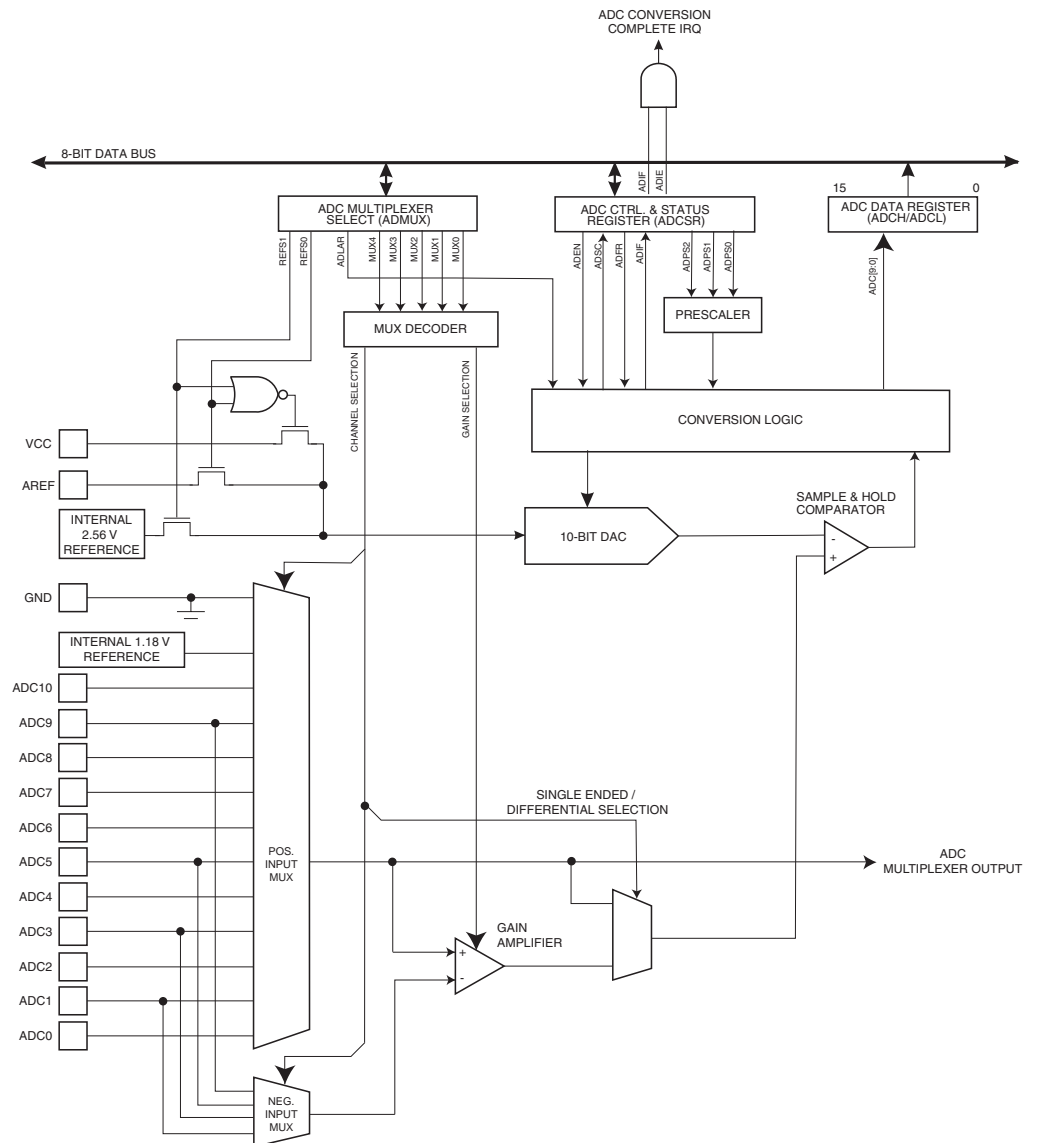 ADC CONVERSION
COMPLETE IRQ
8-BIT DATA BUS
ADIF
ADIE
15
0
ADC MULTIPLEXER
SELECT (ADMUX)
ADC CTRL. & STATUS
REGISTER (ADCSR)
ADC DATA REGISTER
(ADCH/ADCL)
REFS1
REFS0
ADLAR
MUX4
MUX3
MUX2
MUX1
MUX0
ADEN
ADSC
ADFR
ADIF
ADPS2
ADPS1
ADPS0
ADC[9:0]
MUX DECODER
PRESCALER
CHANNEL SELECTION
GAIN SELECTION
CONVERSION LOGIC
VCC
AREF
INTERNAL
2.56 V
REFERENCE
10-BIT DAC
SAMPLE & HOLD
COMPARATOR
-
+
GND
INTERNAL 1.18 V
REFERENCE
ADC10
ADC9
ADC8
ADC7
ADC6
ADC5
ADC4
ADC3
ADC2
ADC1
ADC0
POS.
INPUT
MUX
SINGLE ENDED /
DIFFERENTIAL SELECTION
ADC
MULTIPLEXER OUTPUT
GAIN
AMPLIFIER
+
-
NEG.
INPUT
MUX